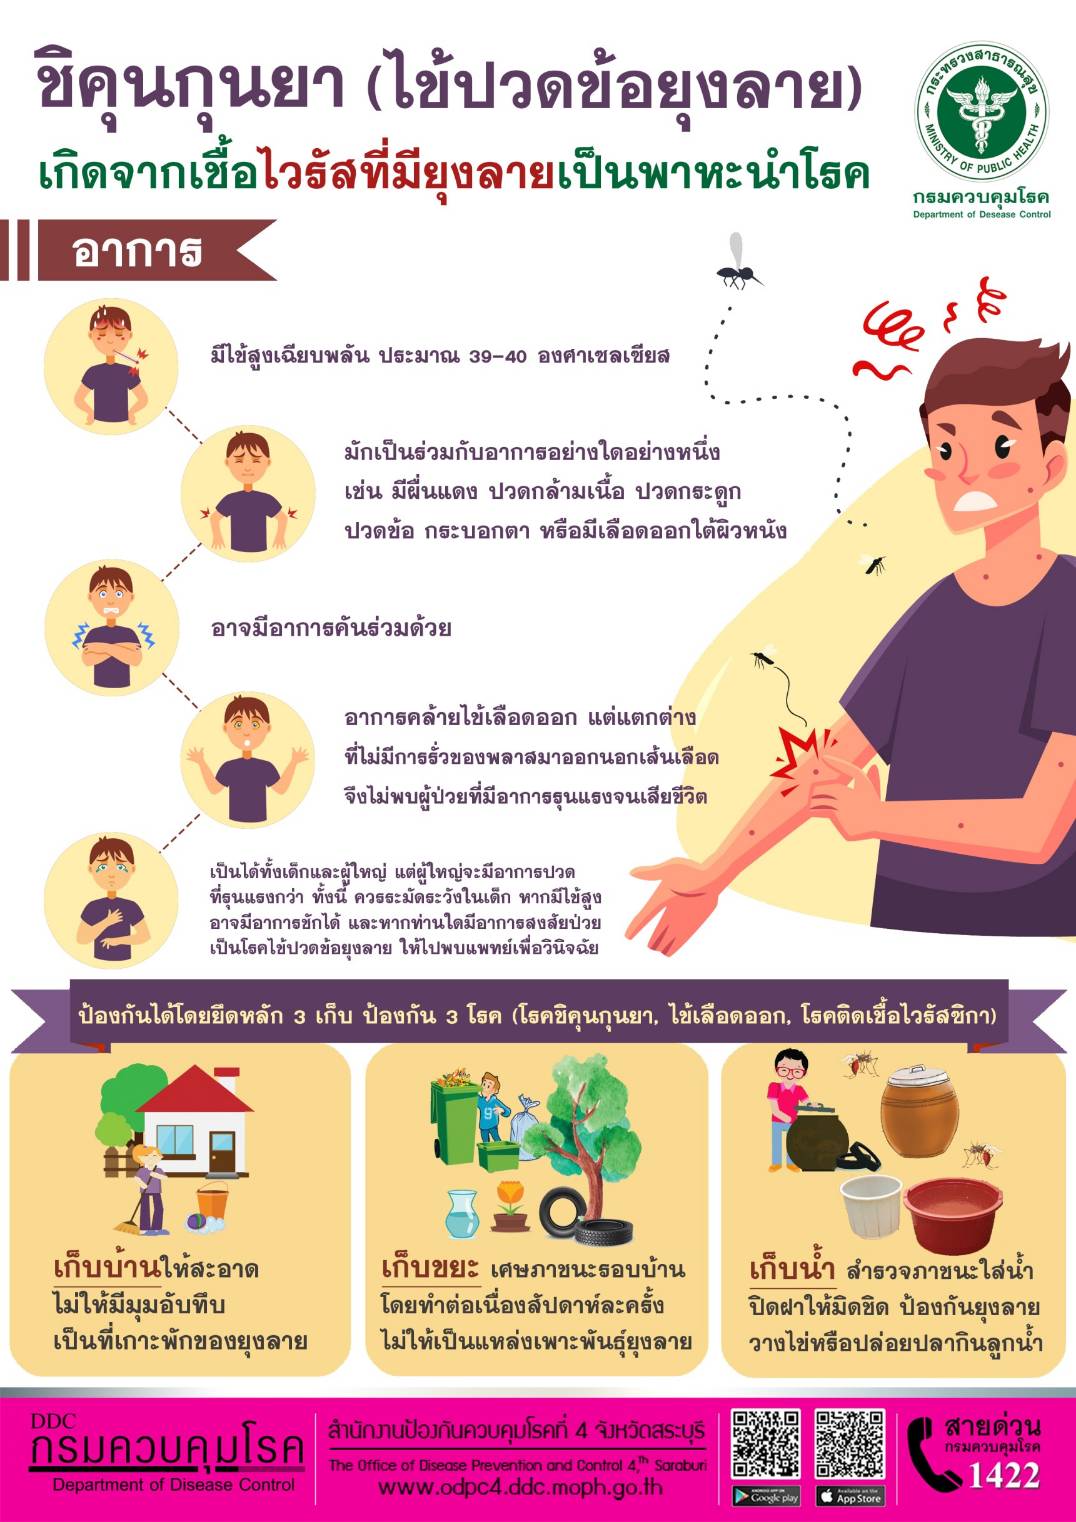 ชิคุนกุนยา (ไข้ปวดข้อยุงลาย)
เกิดจากเชื้อไวรัสที่มียุงลายเป็นพาหะนำโรค
กระทรวงสาธารณสุข
MINISTRY OF PUBLIC HEALTH
กรมควบคุมโรค
Department of Desease Control
อาการ
มีไข้สูงเฉียบพลัน ประมาณ 39-40 องศาเซลเซียส
มักเป็นร่วมกับอาการอย่างใดอย่างหนึ่ง
เช่น มีผื่นแดง ปวดกล้ามเนื้อ ปวดกระดูก
ปวดข้อ กระบอกตา หรือมีเลือดออกใต้ผิวหนัง
อาจมีอาการคันร่วมด้วย
อาการคล้ายไข้เลือดออก แต่แตกต่าง
ที่ไม่มีการรั่วของพลาสมาออกนอกเส้นเลือด
จึงไม่พบผู้ป่วยที่มีอาการรุนแรงจนเสียชีวิต
เป็นได้ทั้งเด็กและผู้ใหญ่ แต่ผู้ใหญ่จะมีอาการปวด
ที่รุนแรงกว่า ทั้งนี้ ควรระมัดระวังในเด็ก หากมีไข้สูง
อาจมีอาการชักได้ และหากท่านใดมีอาการสงสัยป่วย
เป็นโรคไข้ปวดข้อยุงลาย ให้ไปพบแพทย์เพื่อวินิจฉัย
ป้องกันได้โดยยึดหลัก 3 เก็บ ป้องกัน 3 โรค (โรคชิคุนกุนยา, ไข้เลือดออก, โรคติดเชื้อไวรัสซิกา)
9
เก็บบ้านให้สะอาด
ไม่ให้มีมุมอับทึบ
เป็นที่เกาะพักของยุงลาย
เก็บขยะ เศษภาชนะรอบบ้าน
โดยทำต่อเนื่องสัปดาห์ละครั้ง
ไม่ให้เป็นแหล่งเพาะพันธุ์ยุงลาย
เก็บน้ำ สำรวจภาชนะใส่น้ำ
ปิดฝาให้มิดชิด ป้องกันยุงลาย
วางไข่หรือปล่อยปลากินลูกน้ำ
DDC
กรมควบคุมโรค
Department of Disease Control
สำนักงานป้องกันควบคุมโรคที่ 4 จังหวัดสระบุรี
The Office of Disease Prevention and Control 4,th Saraburi
www.odpc4.ddc.moph.go.th
ANDROID APP ON
Google play
Available on the
App Store
สายด่วน
กรมควบคุมโรค
1422